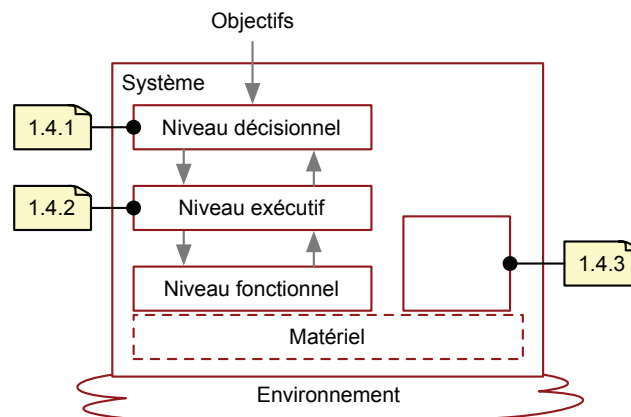 Objectifs
Système
1.4.1
Niveau décisionnel
1.4.2
Niveau exécutif
1.4.3
Niveau fonctionnel
Matériel
Environnement